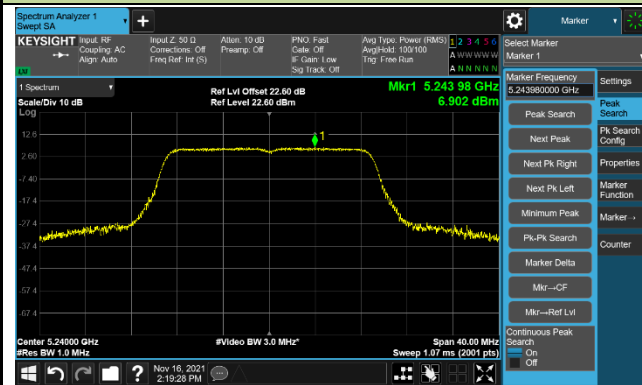 Spectrum Analyzer 1
Swept SA
Marker
KEYSIGHT
Input: RF
Coupling: AC
Align: Auto
Input Z: 50 Ω
Corrections: Off
Freq Ref: Int (S)
Atten: 10 dB
Preamp: Off
PNO: Fast
Gate: Off
IF Gain: Low
Sig Track: Off
Avg Type: Power (RMS)
Avg|Hold: 100/100
Trig: Free Run
1 2 3 4 5 6
A W W W W W
A N N N N N
Select Marker
Marker 1
Marker Frequency
5.243980000 GHz
Settings
Peak Search
Next Peak
Next Pk Right
Next Pk Left
Minimum Peak
Pk-Pk Search
Marker Delta
Mkr→CF
Mkr→Ref Lvl
Continuous Peak
Search
On
Off
Peak
Search
Pk Search
Config
Properties
Marker
Function
Marker→
Counter
1 Spectrum
Scale/Div 10 dB
Log
Ref Lvl Offset 22.60 dB
Ref Level 22.60 dBm
Mkr1 5.243 98 GHz
6.902 dBm
1
12.6
2.60
-7.40
-17.4
-27.4
-37.4
-47.4
-57.4
-67.4
Center 5.24000 GHz
#Res BW 1.0 MHz
#Video BW 3.0 MHz*
Span 40.00 MHz
Sweep 1.07 ms (2001 pts)
Nov 16, 2021
2:19:28 PM